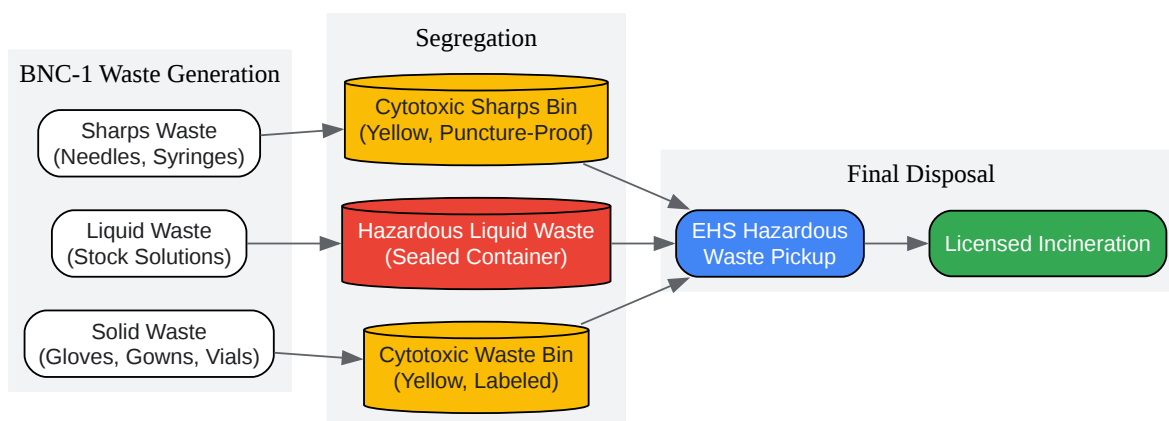 BNC-1 Waste Generation
Sharps Waste
(Needles, Syringes)
Liquid Waste
(Stock Solutions)
Solid Waste
(Gloves, Gowns, Vials)
Segregation
Cytotoxic Sharps Bin
(Yellow, Puncture-Proof)
Hazardous Liquid Waste
(Sealed Container)
Cytotoxic Waste Bin
(Yellow, Labeled)
Final Disposal
EHS Hazardous
Waste Pickup
Licensed Incineration